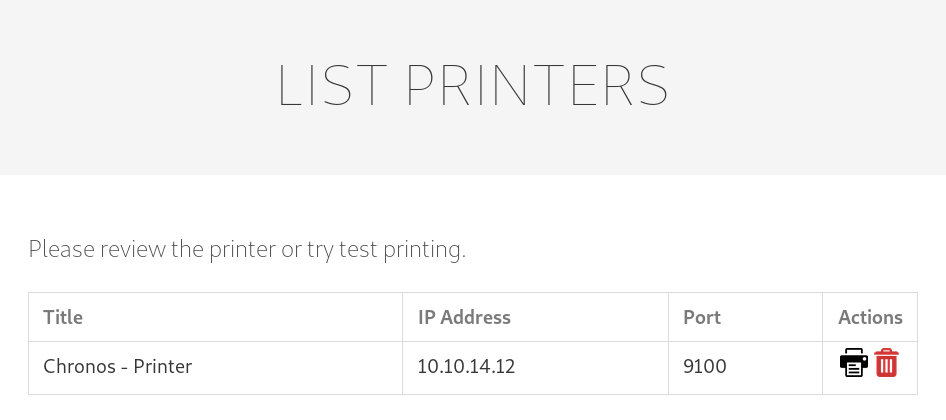 LIST PRINTERS
Please review the printer or try test printing.
Title IP Address Port Actions
Chronos - Printer 10.10.14.12 9100